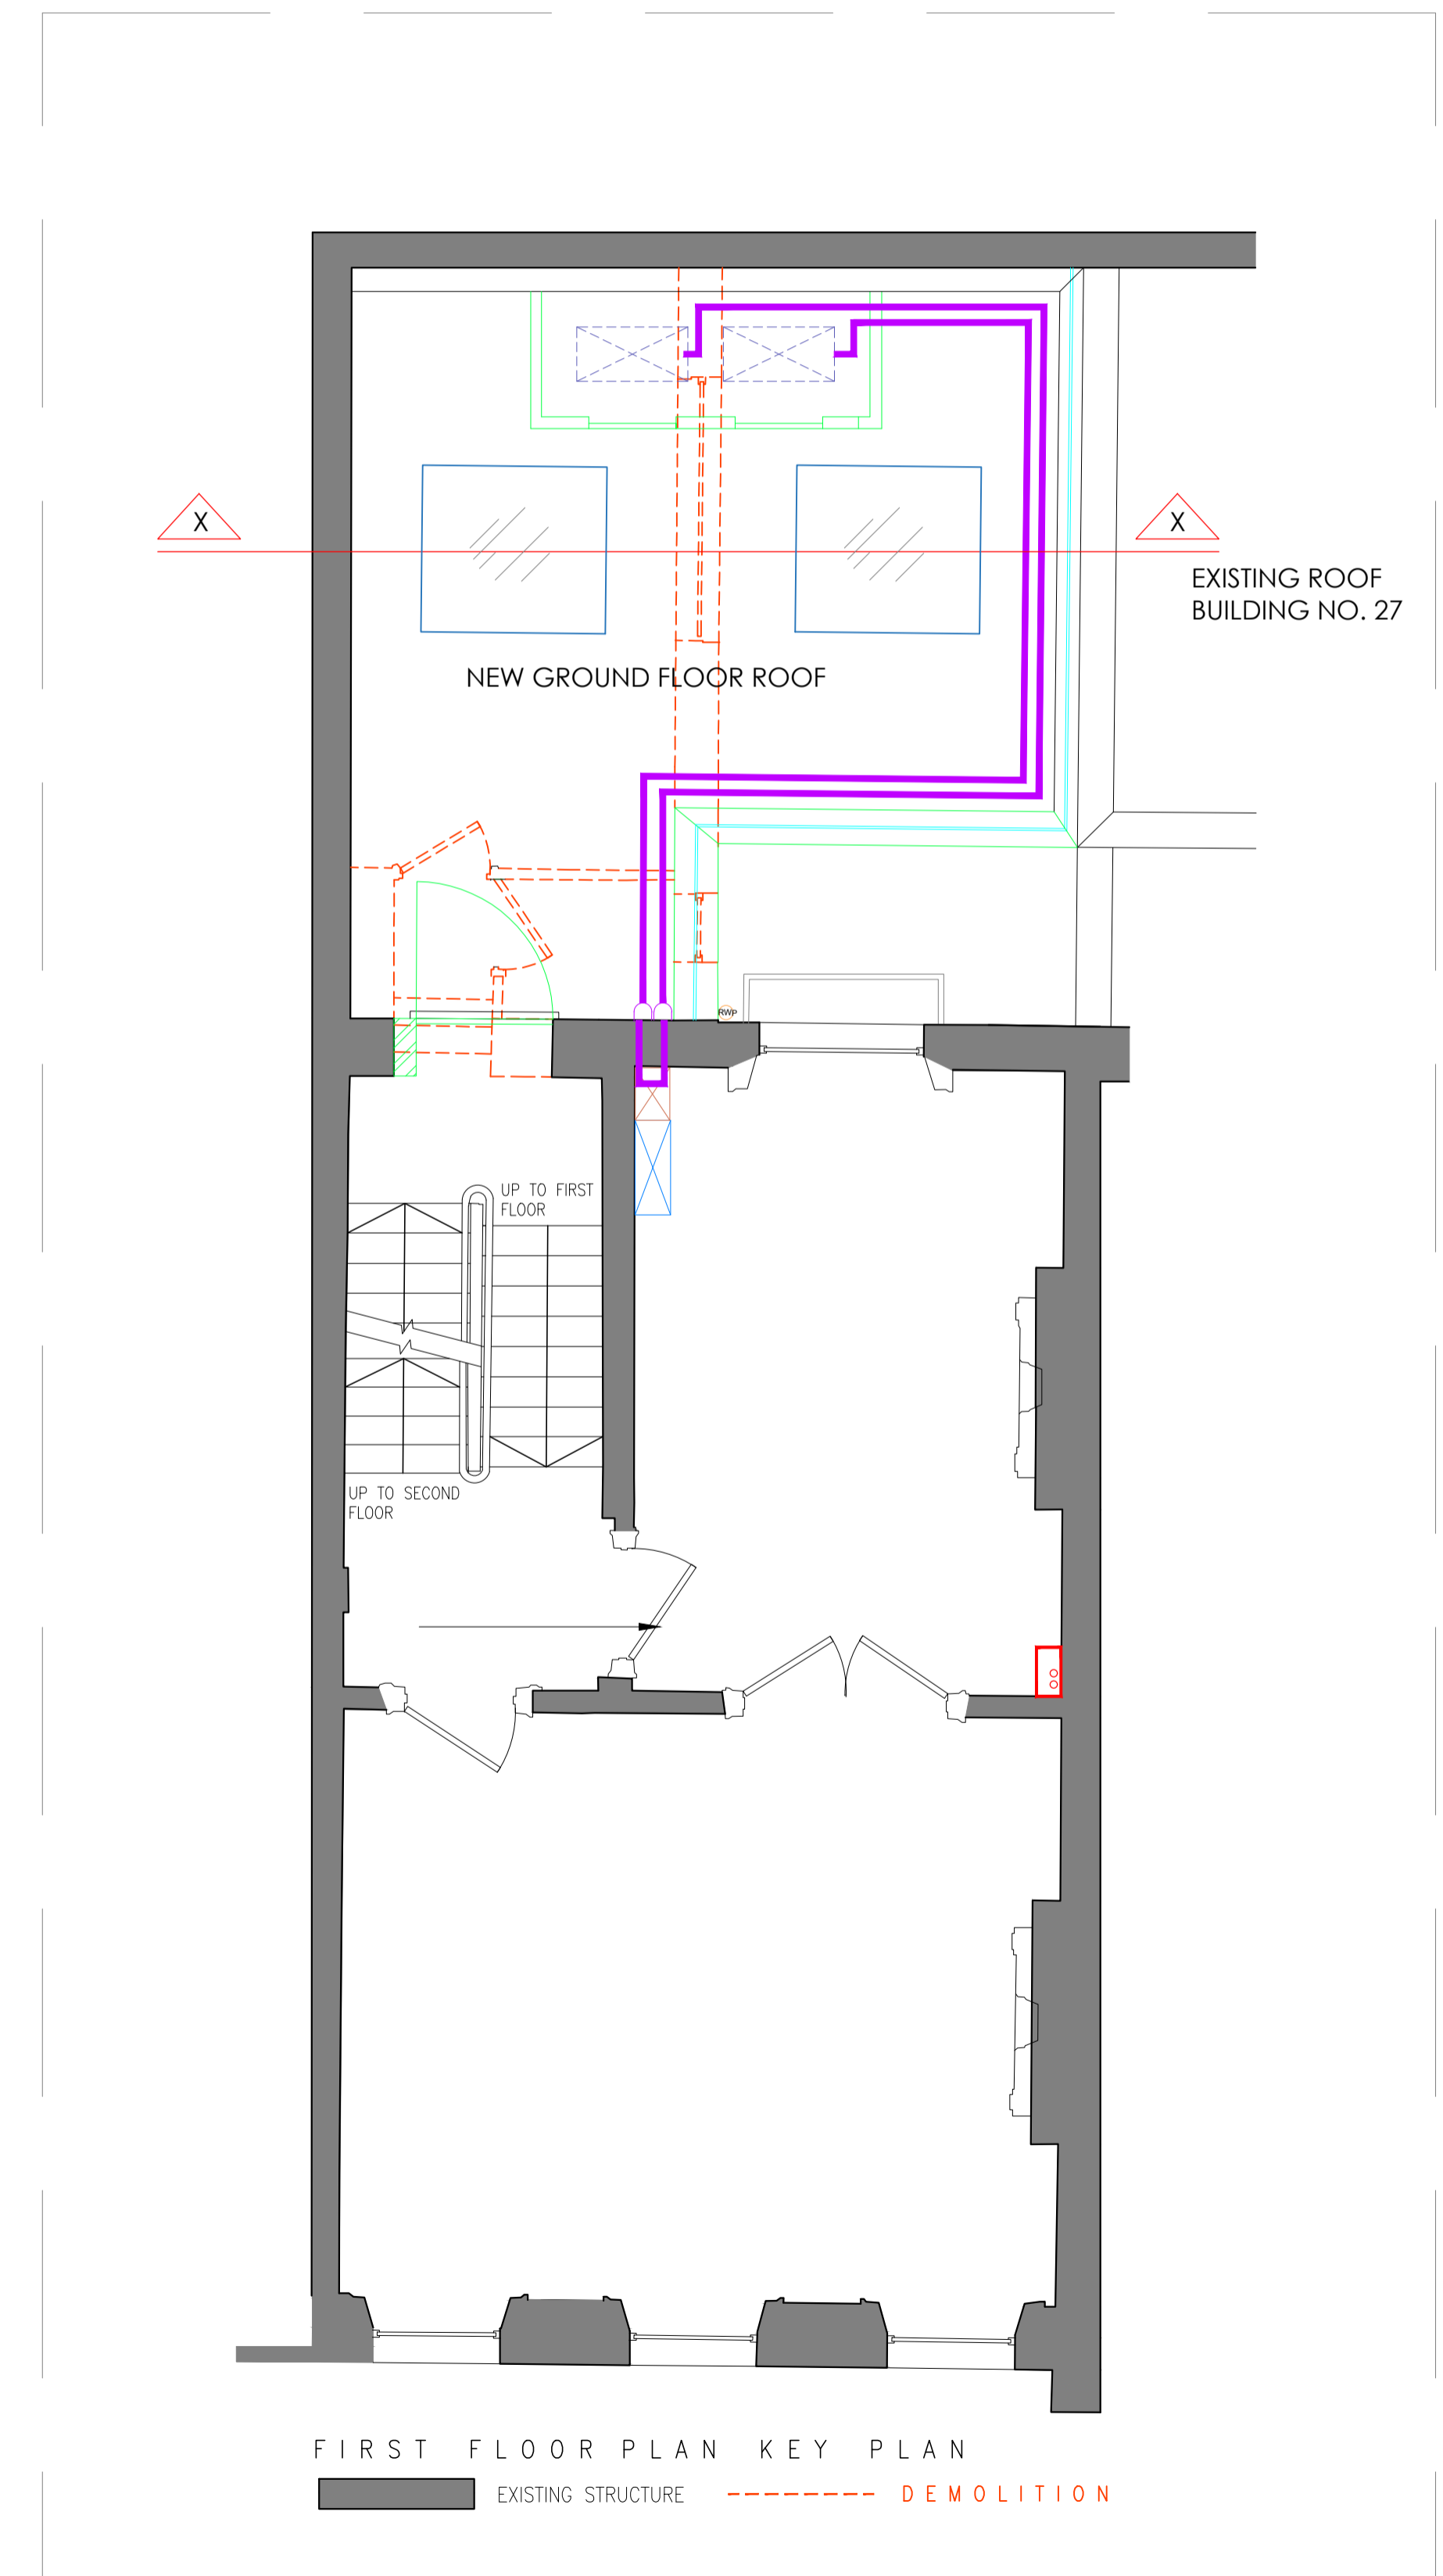 X
X
EXISTING ROOF
BUILDING NO. 27
NEW GROUND FLOOR ROOF
RWP
UP TO FIRST
FLOOR
UP TO SECOND
FLOOR
FIRST FLOOR PLAN KEY PLAN
EXISTING STRUCTURE
DEMOLITION